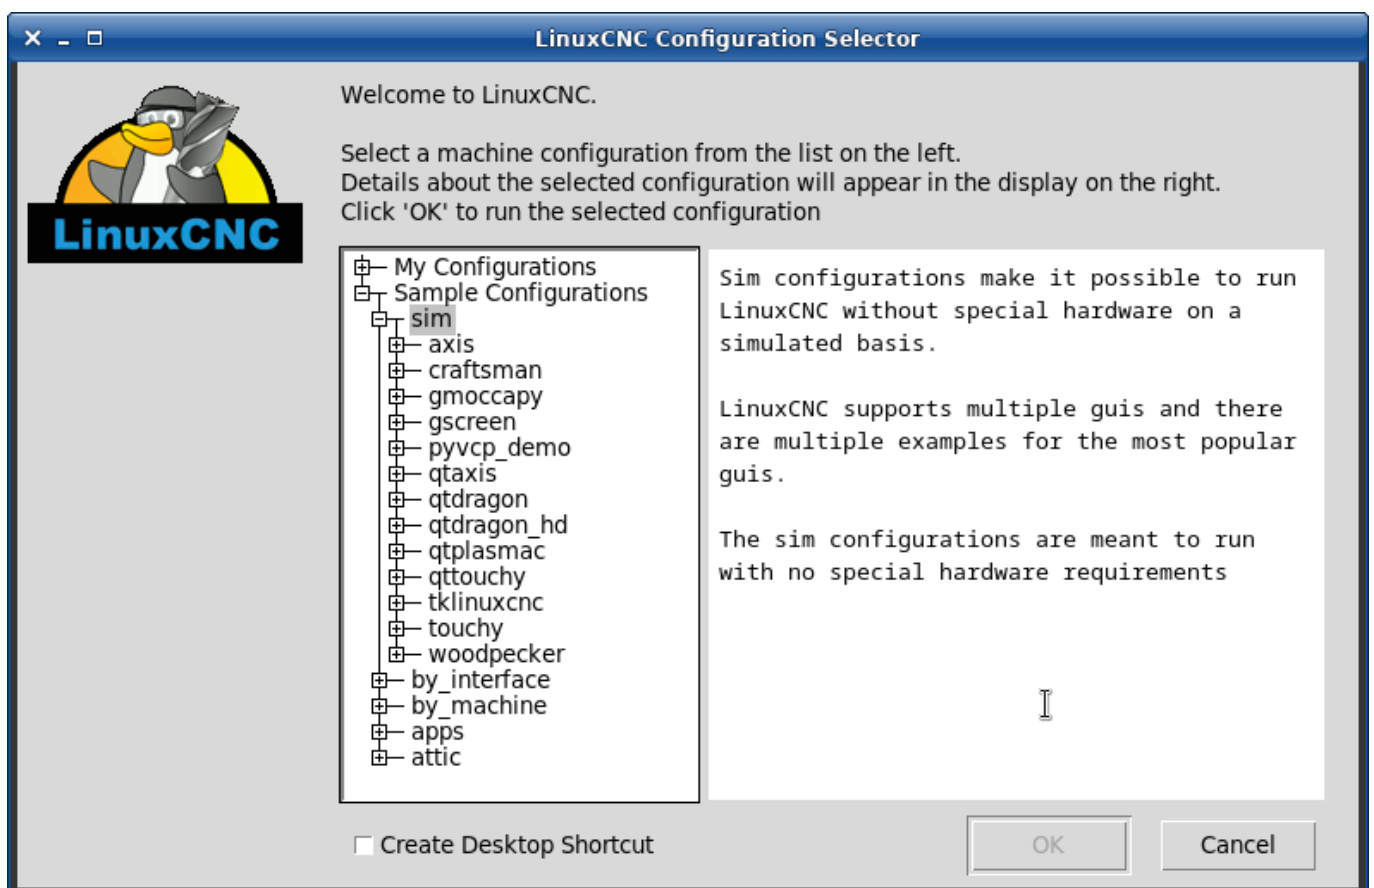 LinuxCNC Configuration Selector
LinuxCNC
Welcome to LinuxCNC.
Select a machine configuration from the list on the left.
Details about the selected configuration will appear in the display on the right.
Click 'OK' to run the selected configuration
My Configurations
Sample Configurations
sim
axis
craftsman
gmoccapy
gscreen
pyvcp_demo
qtaxis
qtdragon
qtdragon_hd
qtplasmac
qttouchy
tklinuxcnc
touchy
woodpecker
by_interface
by_machine
apps
attic
Sim configurations make it possible to run
LinuxCNC without special hardware on a
simulated basis.
LinuxCNC supports multiple guis and there
are multiple examples for the most popular
guis.
The sim configurations are meant to run
with no special hardware requirements
Create Desktop Shortcut
OK
Cancel